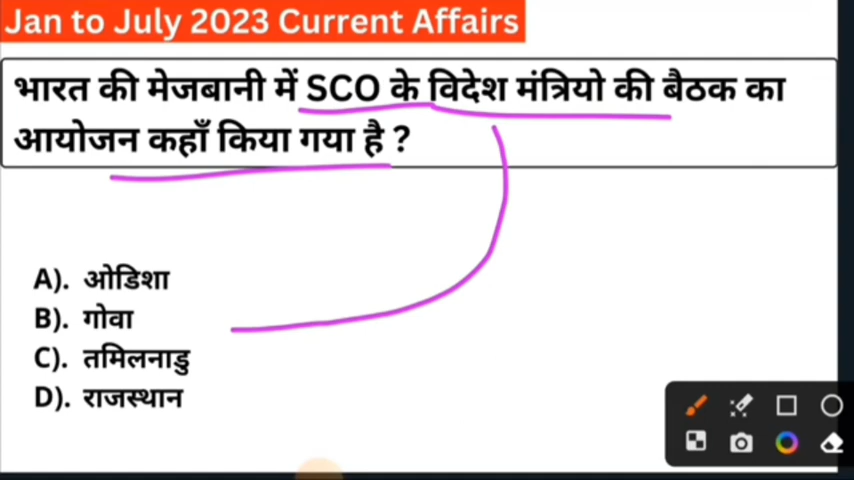 Jan to July 2023 Current Affairs
भारत की मेजबानी में SCO के विदेश मंत्रियो की बैठक का
आयोजन कहाँ किया गया है ?
A). ओडिशा
B). गोवा
C). तमिलनाडु
D). राजस्थान